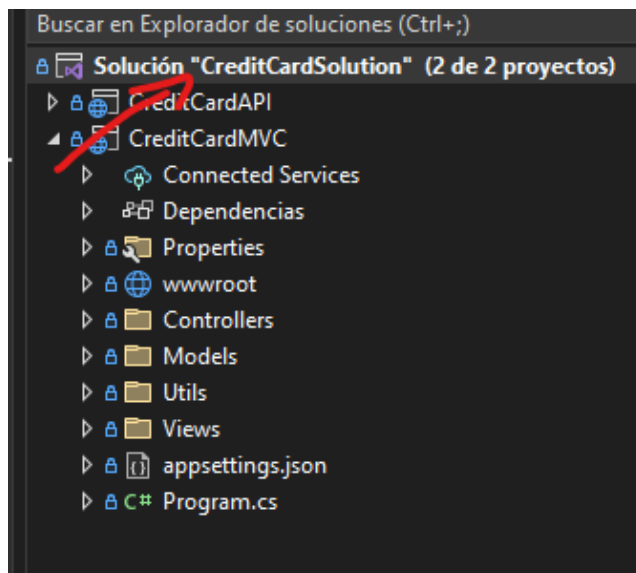 Buscar en Explorador de soluciones (Ctrl+;)
Solución "CreditCardSolution" (2 de 2 proyectos)
CreditCardAPI
CreditCardMVC
Connected Services
Dependencias
Properties
wwwroot
Controllers
Models
Utils
Views
appsettings.json
C# Program.cs